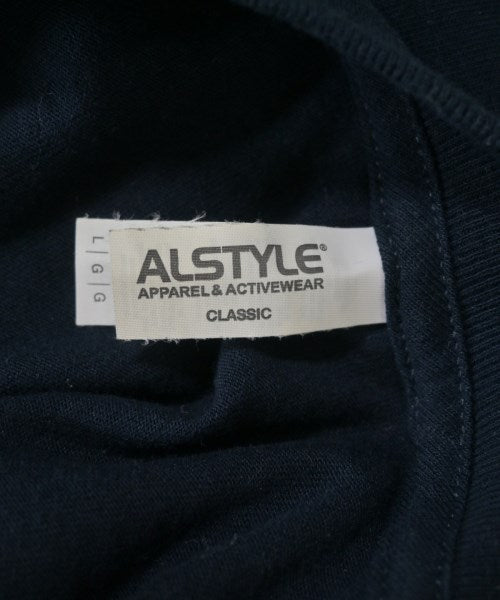 ALSTYLE®
APPAREL & ACTIVEWEAR
CLASSIC
L | G | G